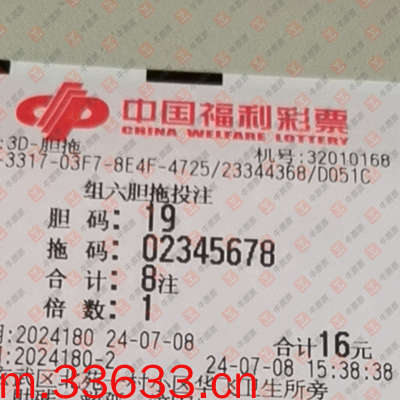 中国福利彩票
CHINA WELFARE LOTTERY
:3D-胆拖
机号:32010168
-3317-03F7-8E4F-4725/23344368/D051C
组六胆拖投注
胆 码: 19
拖 码: 02345678
合 计: 8注
倍 数: 1
期:2024180 24-07-08 合计16元
:2024180-2 24-07-08 15:38:38
m.33633.cn